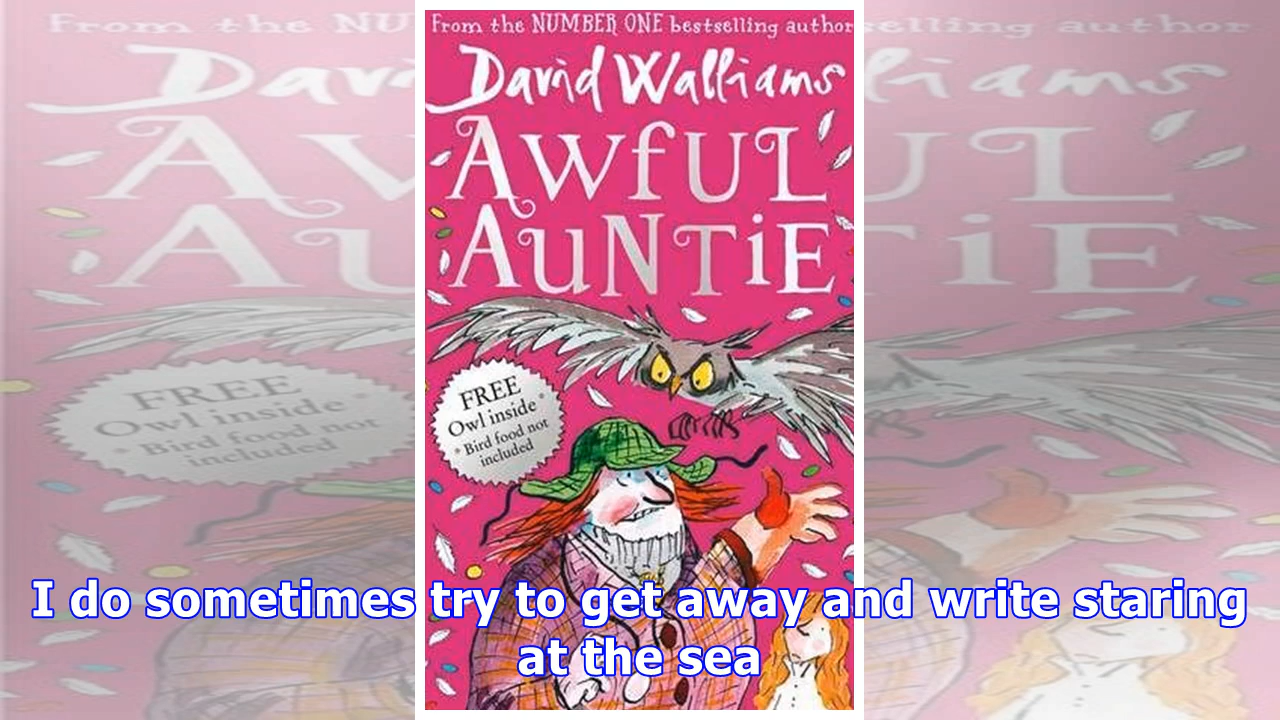 From the NUMBER ONE bestselling author
David Walliams
AWFUL
AUNTIE
FREE
Owl inside*
* Bird food not
included
I do sometimes try to get away and write staring
at the sea